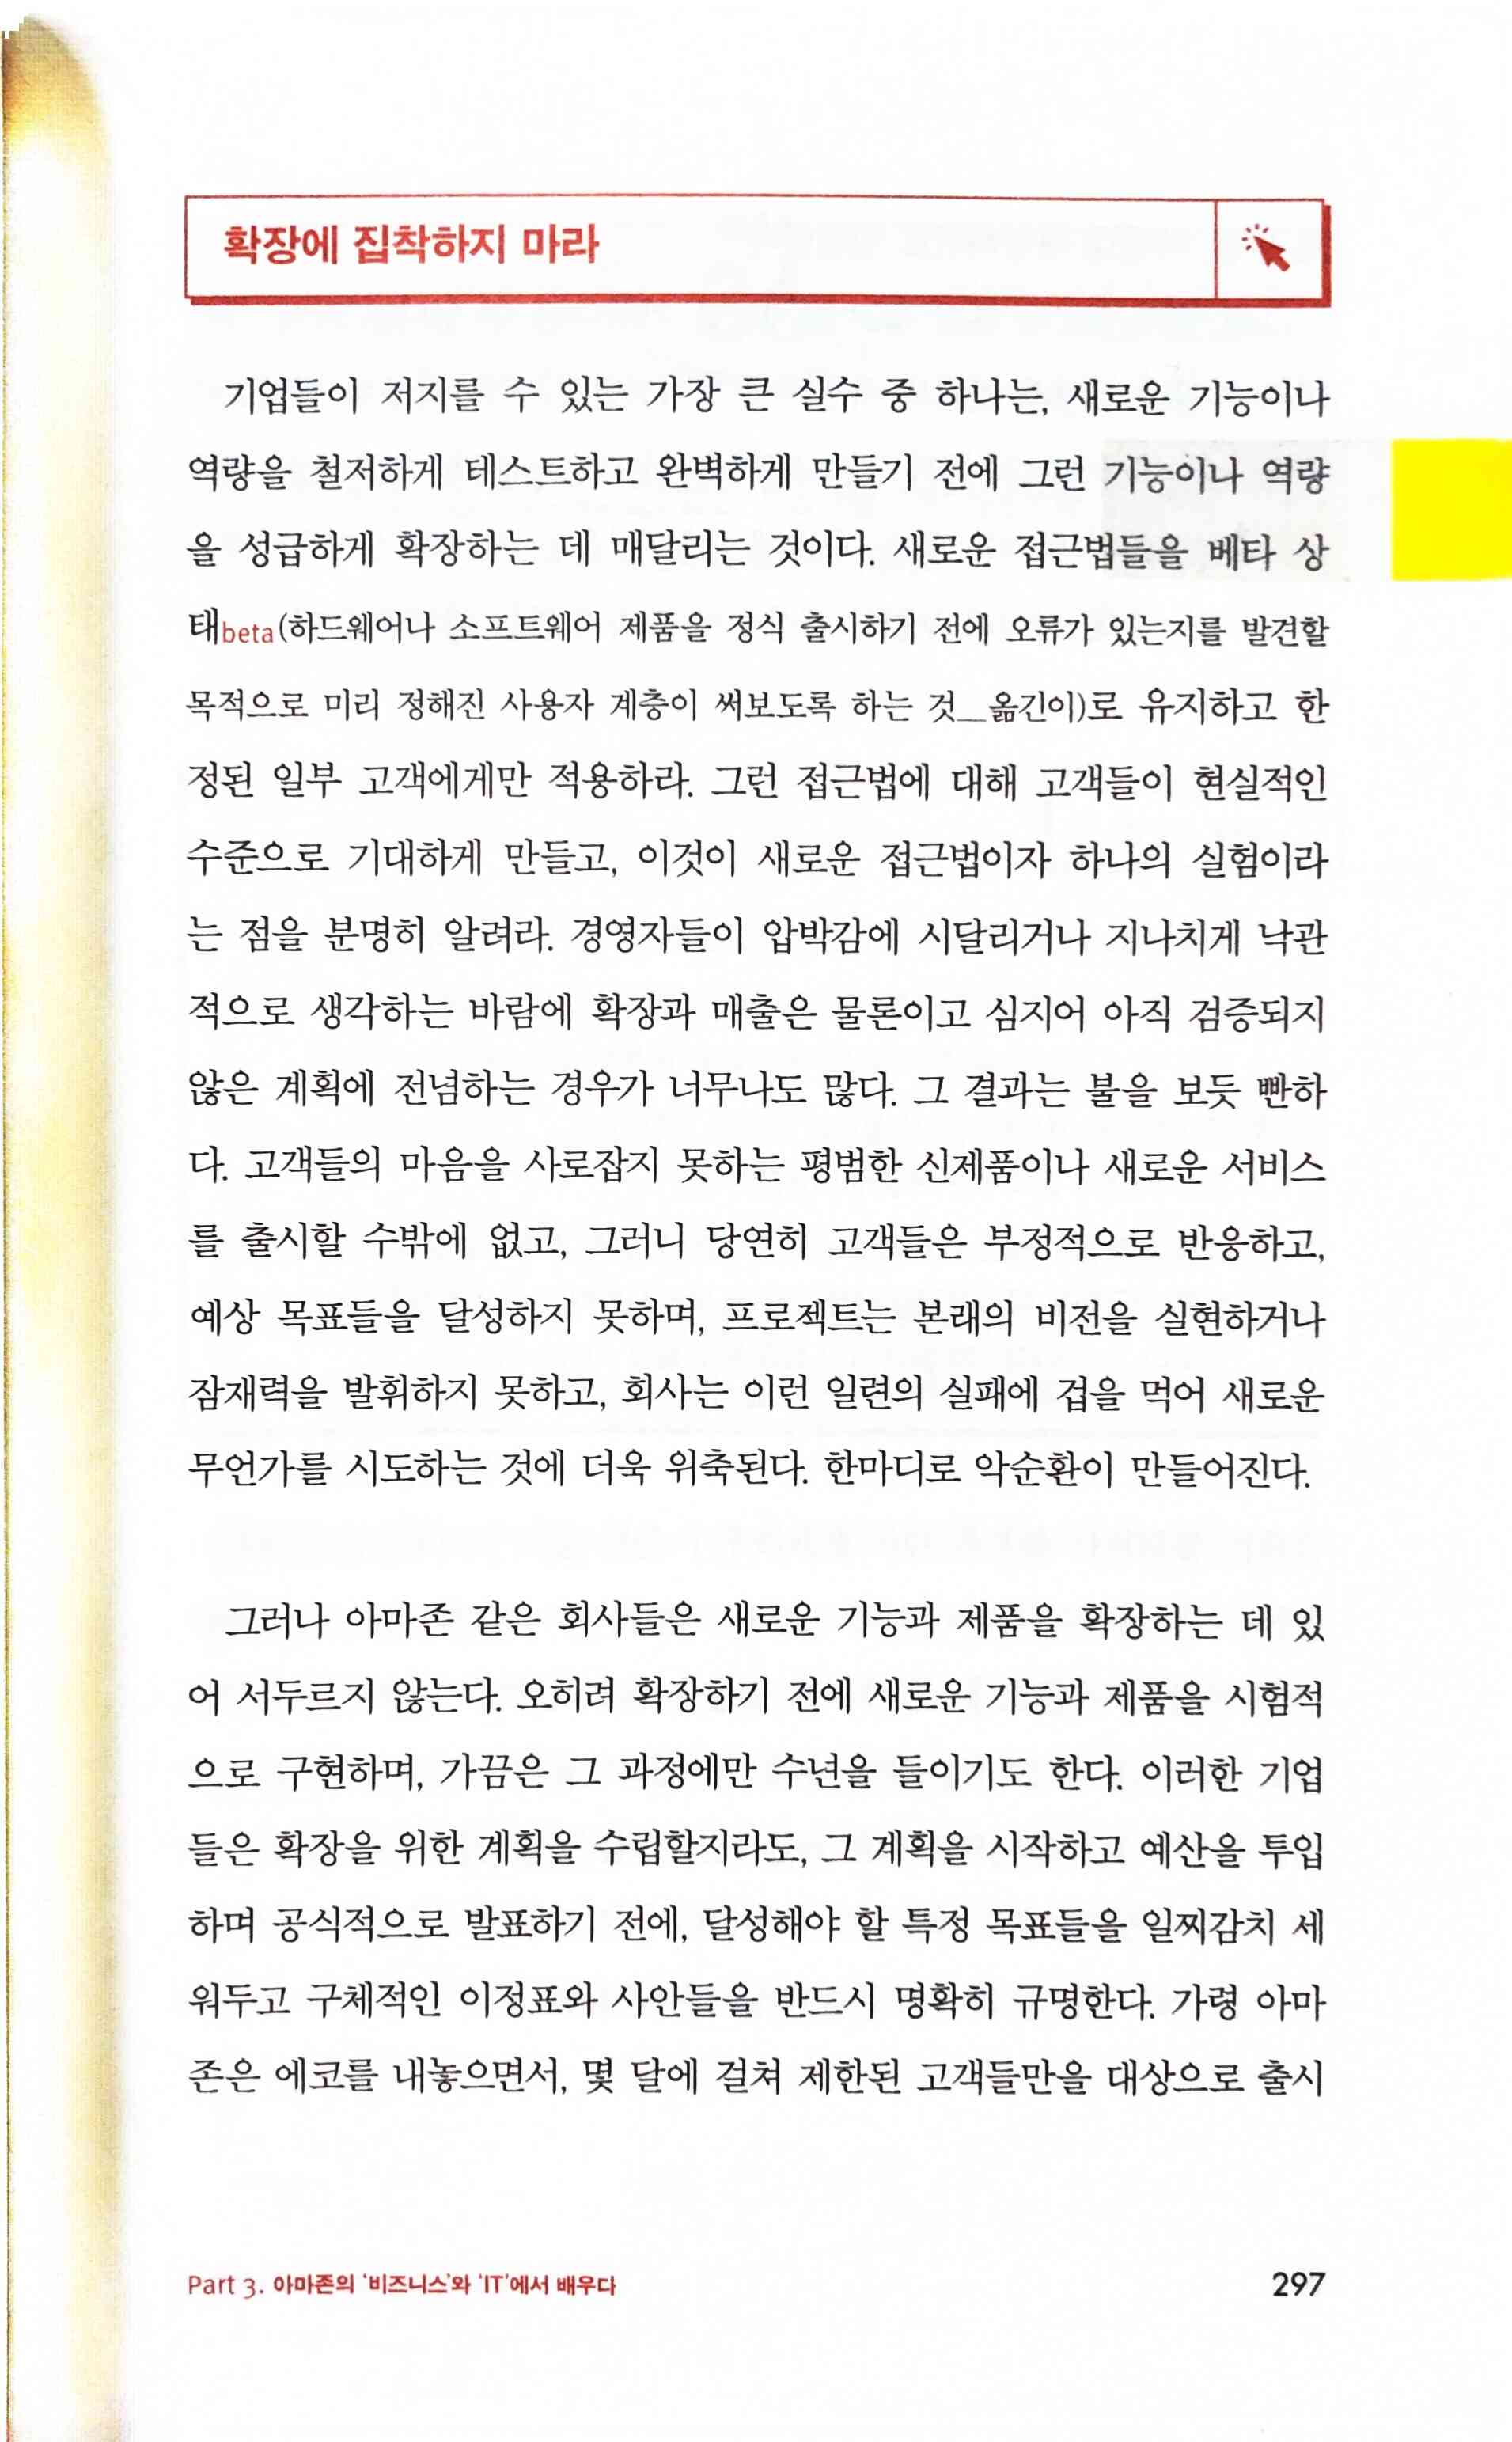 확장에 집착하지 마라
기업들이 저지를 수 있는 가장 큰 실수 중 하나는, 새로운 기능이나
역량을 철저하게 테스트하고 완벽하게 만들기 전에 그런 기능이나 역량
을 성급하게 확장하는 데 매달리는 것이다. 새로운 접근법들을 베타 상
태beta(하드웨어나 소프트웨어 제품을 정식 출시하기 전에 오류가 있는지를 발견할
목적으로 미리 정해진 사용자 계층이 써보도록 하는 것_옮긴이)로 유지하고 한
정된 일부 고객에게만 적용하라. 그런 접근법에 대해 고객들이 현실적인
수준으로 기대하게 만들고, 이것이 새로운 접근법이자 하나의 실험이라
는 점을 분명히 알려라. 경영자들이 압박감에 시달리거나 지나치게 낙관
적으로 생각하는 바람에 확장과 매출은 물론이고 심지어 아직 검증되지
않은 계획에 전념하는 경우가 너무나도 많다. 그 결과는 불을 보듯 빤하
다. 고객들의 마음을 사로잡지 못하는 평범한 신제품이나 새로운 서비스
를 출시할 수밖에 없고, 그러니 당연히 고객들은 부정적으로 반응하고,
예상 목표들을 달성하지 못하며, 프로젝트는 본래의 비전을 실현하거나
잠재력을 발휘하지 못하고, 회사는 이런 일련의 실패에 겁을 먹어 새로운
무언가를 시도하는 것에 더욱 위축된다. 한마디로 악순환이 만들어진다.
그러나 아마존 같은 회사들은 새로운 기능과 제품을 확장하는 데 있
어 서두르지 않는다. 오히려 확장하기 전에 새로운 기능과 제품을 시험적
으로 구현하며, 가끔은 그 과정에만 수년을 들이기도 한다. 이러한 기업
들은 확장을 위한 계획을 수립할지라도, 그 계획을 시작하고 예산을 투입
하며 공식적으로 발표하기 전에, 달성해야 할 특정 목표들을 일찌감치 세
워두고 구체적인 이정표와 사안들을 반드시 명확히 규명한다. 가령 아마
존은 에코를 내놓으면서, 몇 달에 걸쳐 제한된 고객들만을 대상으로 출시
Part 3. 아마존의 '비즈니스'와 'IT'에서 배우다
297